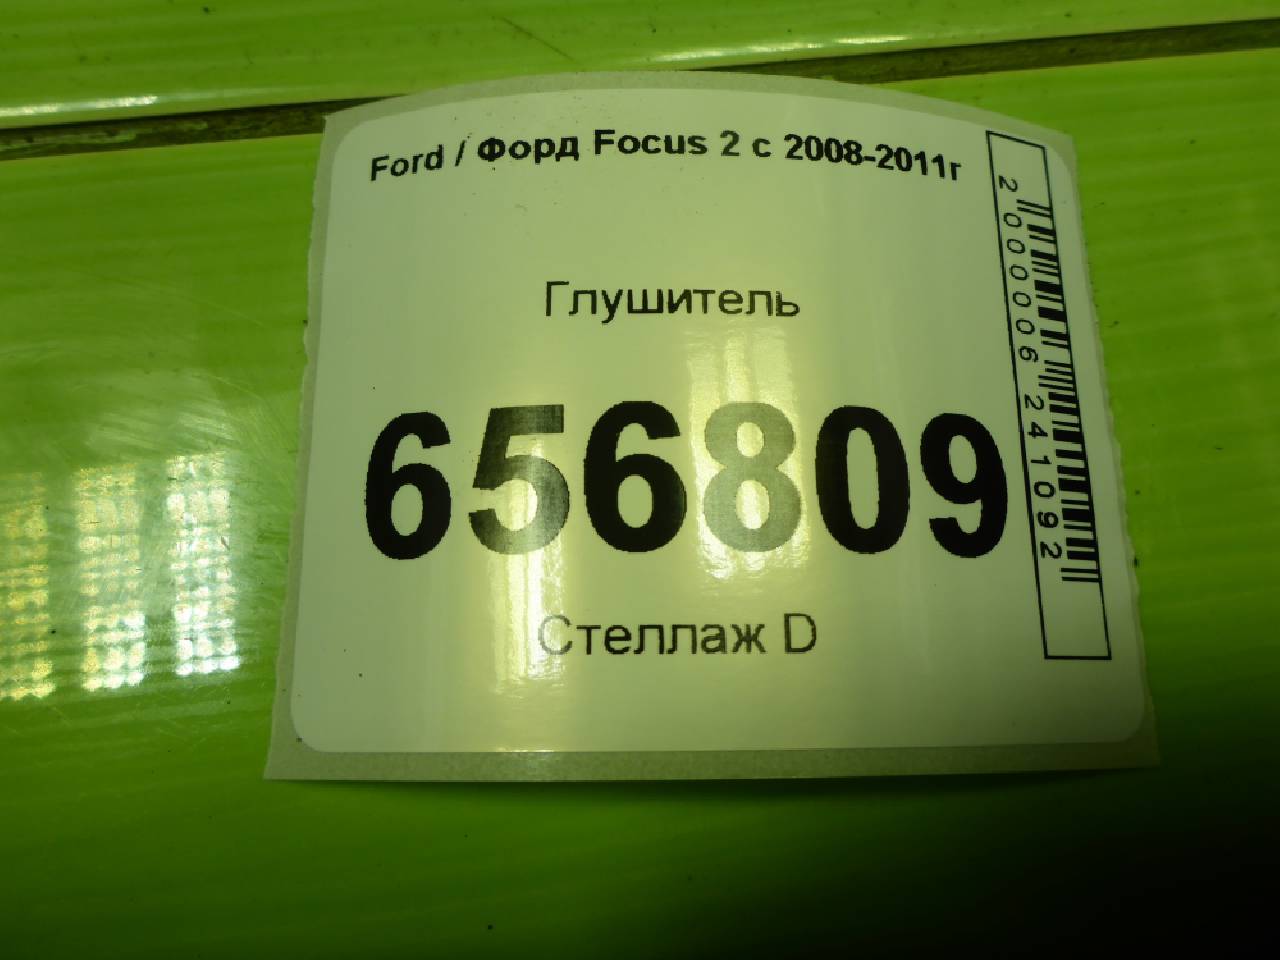 Ford / Форд Focus 2 с 2008-2011г
Глушитель
656809
Стеллаж D
2000006241092